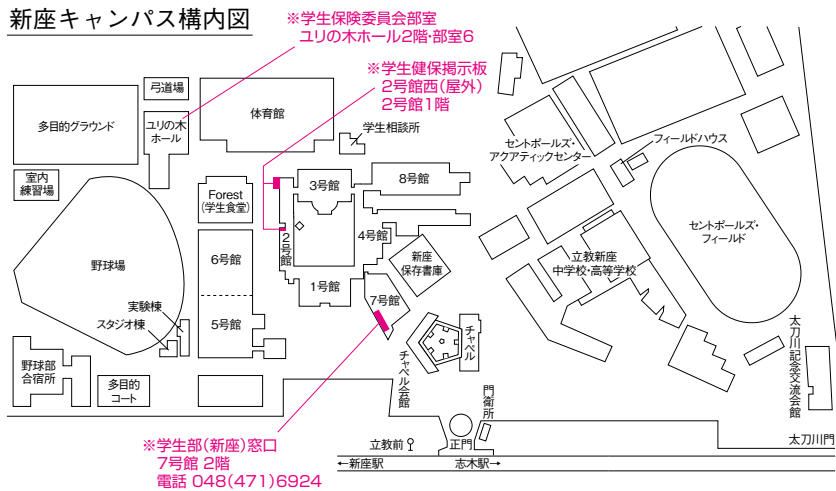 新座キャンパス構内図
※学生保険委員会部室
ユリの木ホール2階・部室6
※学生健保掲示板
2号館西(屋外)
2号館1階
弓道場
体育館
多目的グラウンド
ユリの木
ホール
学生相談所
セントポールズ・
アクアティックセンター
フィールドハウス
室内
練習場
Forest
(学生食堂)
3号館
8号館
2号館
4号館
セントポールズ・
フィールド
6号館
新座
保存書庫
立教新座
中学校・高等学校
野球場
1号館
7号館
実験棟
スタジオ棟
5号館
チャペル会館
チャペル
太刀川記念交流会館
野球部
合宿所
多目的
コート
門衛所
※学生部(新座)窓口
7号館 2階
電話 048(471)6924
立教前
正門
太刀川門
←新座駅
志木駅→